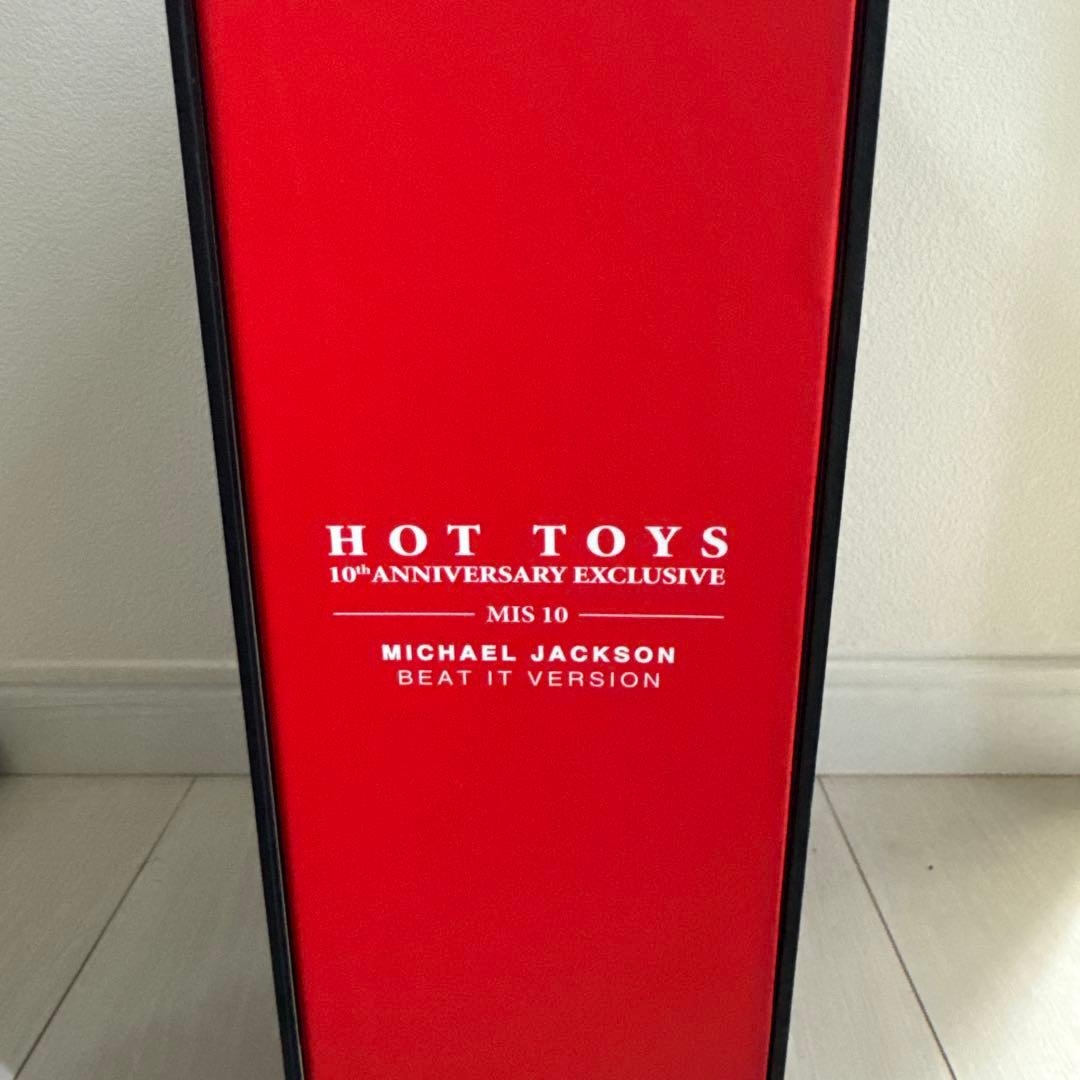 HOT TOYS
10th ANNIVERSARY EXCLUSIVE
MIS 10
MICHAEL JACKSON
BEAT IT VERSION